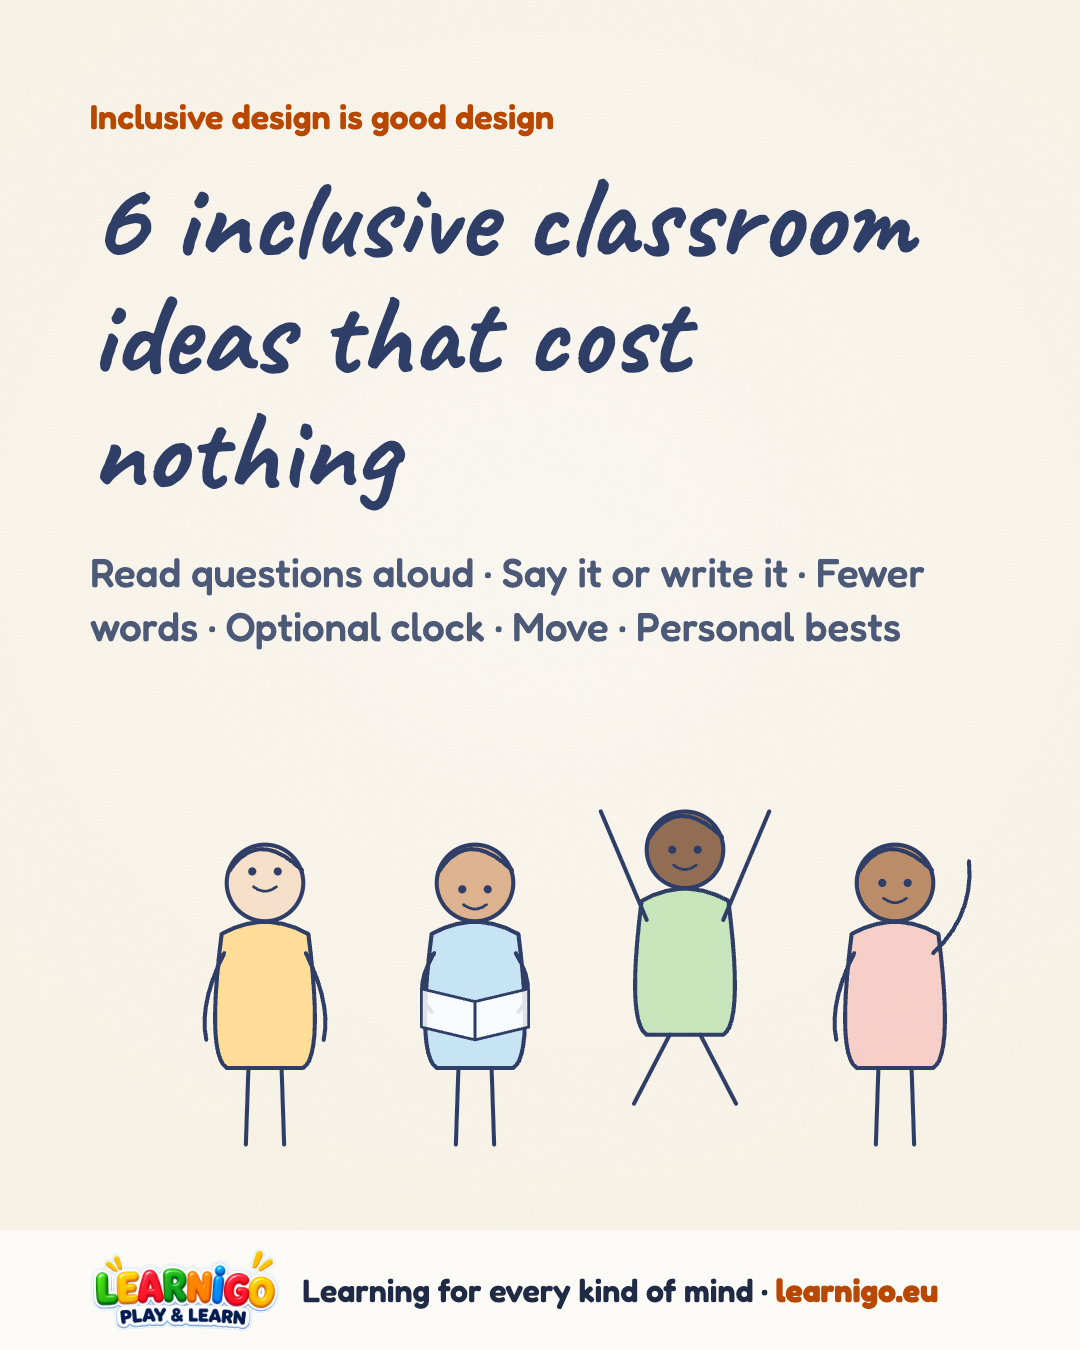 Inclusive design is good design
6 inclusive classroom
ideas that cost
nothing
Read questions aloud · Say it or write it · Fewer
words · Optional clock · Move · Personal bests
LEARNiGO
PLAY & LEARN
Learning for every kind of mind · learnigo.eu